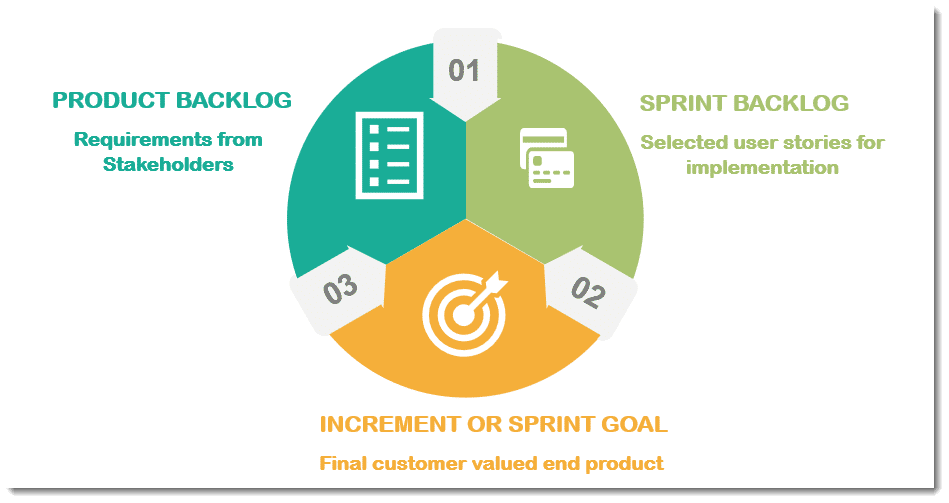 01
PRODUCT BACKLOG
Requirements from
Stakeholders
SPRINT BACKLOG
Selected user stories for
implementation
03
02
INCREMENT OR SPRINT GOAL
Final customer valued end product